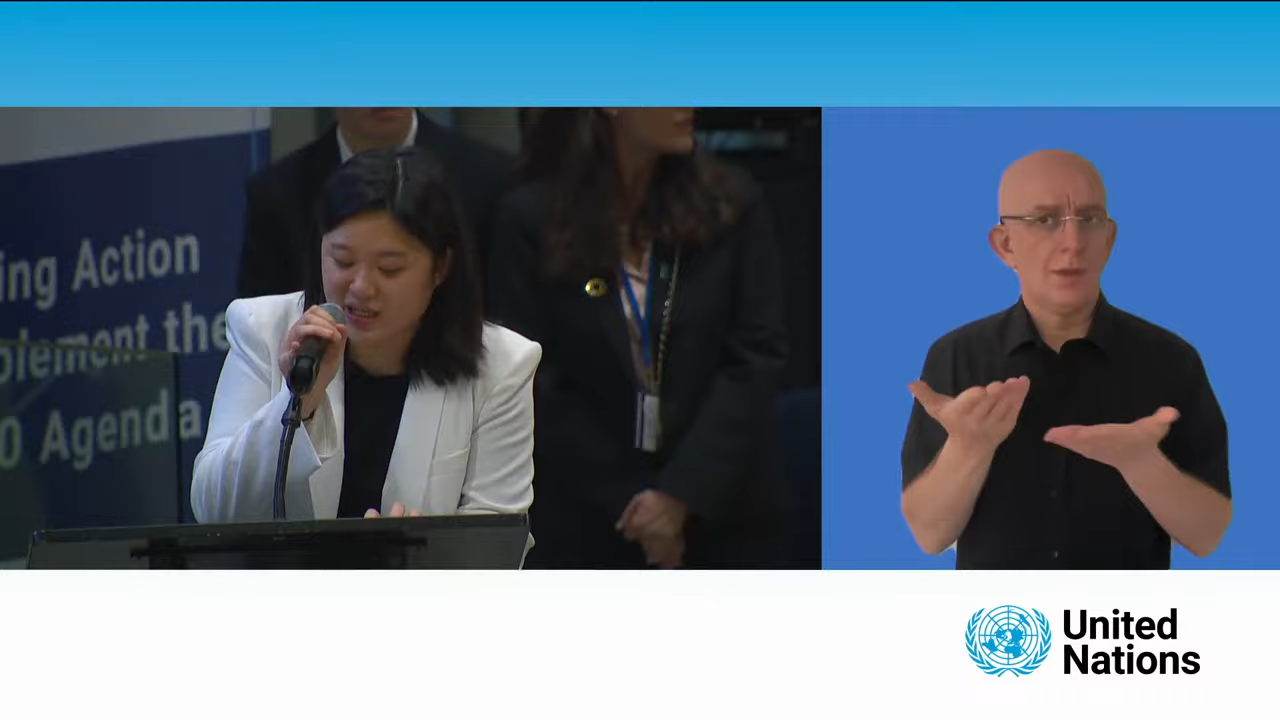 ing Action
plement the
0 Agenda
United
Nations